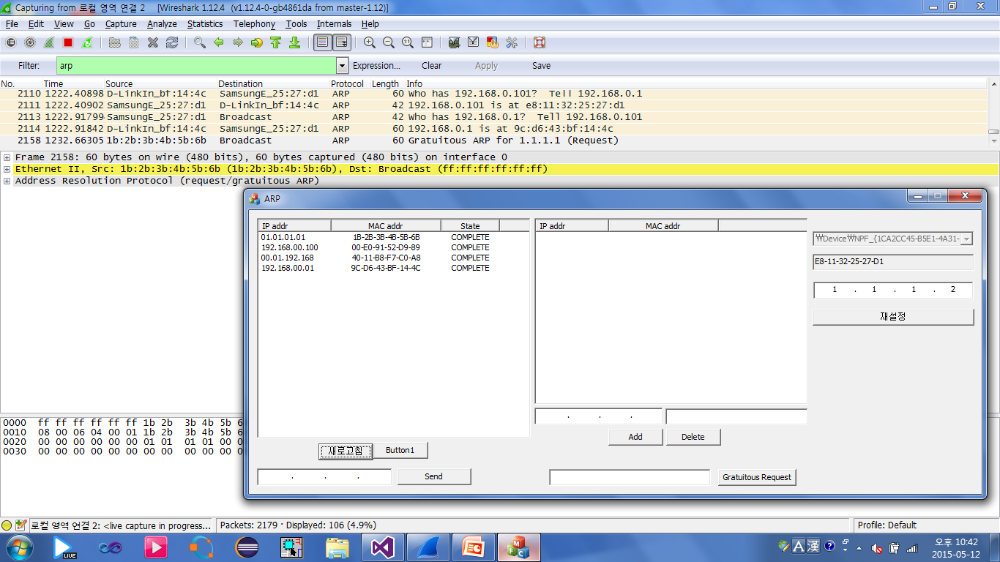 Capturing from 로컬 영역 연결 2 [Wireshark 1.12.4 (v1.12.4-0-gb4861da from master-1.12)]
File Edit View Go Capture Analyze Statistics Telephony Tools Internals Help
Filter: arp Expression... Clear Apply Save
No. Time Source Destination Protocol Length Info
2110 1222.40898 D-LinkIn_bf:14:4c SamsungE_25:27:d1 ARP 60 Who has 192.168.0.101? Tell 192.168.0.1
2111 1222.40902 SamsungE_25:27:d1 D-LinkIn_bf:14:4c ARP 42 192.168.0.101 is at e8:11:32:25:27:d1
2113 1222.91799 SamsungE_25:27:d1 Broadcast ARP 42 Who has 192.168.0.1? Tell 192.168.0.101
2114 1222.91842 D-LinkIn_bf:14:4c SamsungE_25:27:d1 ARP 60 192.168.0.1 is at 9c:d6:43:bf:14:4c
2158 1232.66305 1b:2b:3b:4b:5b:6b Broadcast ARP 60 Gratuitous ARP for 1.1.1.1 (Request)
Frame 2158: 60 bytes on wire (480 bits), 60 bytes captured (480 bits) on interface 0
Ethernet II, Src: 1b:2b:3b:4b:5b:6b (1b:2b:3b:4b:5b:6b), Dst: Broadcast (ff:ff:ff:ff:ff:ff)
Address Resolution Protocol (request/gratuitous ARP)
ARP
IP addr MAC addr State
01.01.01.01 1B-2B-3B-4B-5B-6B COMPLETE
192.168.00.100 00-E0-91-52-D9-89 COMPLETE
00.01.192.168 40-11-B8-F7-C0-A8 COMPLETE
192.168.00.01 9C-D6-43-BF-14-4C COMPLETE
새로고침 Button1
. . . Send
IP addr MAC addr
. . .
Add Delete
Gratuitous Request
₩Device₩NPF_{1CA2CC45-B5E1-4A31-
E8-11-32-25-27-D1
1 . 1 . 1 . 2
재설정
0000 ff ff ff ff ff ff 1b 2b 3b 4b 5b 6
0010 08 00 06 04 00 01 1b 2b 3b 4b 5b 6
0020 00 00 00 00 00 00 01 01 01 01 00 0
0030 00 00 00 00 00 00 00 00 00 00 00 0
로컬 영역 연결 2: <live capture in progress... Packets: 2179 · Displayed: 106 (4.9%) Profile: Default
LIVE
MFC
A 漢
오후 10:42
2015-05-12